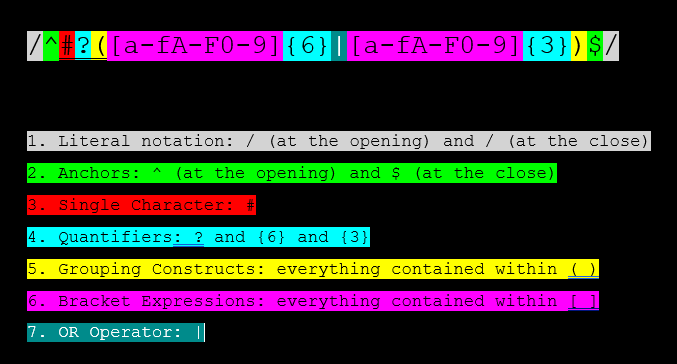 /^#?([a-fA-F0-9]{6}|[a-fA-F0-9]{3})$/
1. Literal notation: / (at the opening) and / (at the close)
2. Anchors: ^ (at the opening) and $ (at the close)
3. Single Character: #
4. Quantifiers: ? and {6} and {3}
5. Grouping Constructs: everything contained within ( )
6. Bracket Expressions: everything contained within [ ]
7. OR Operator: |